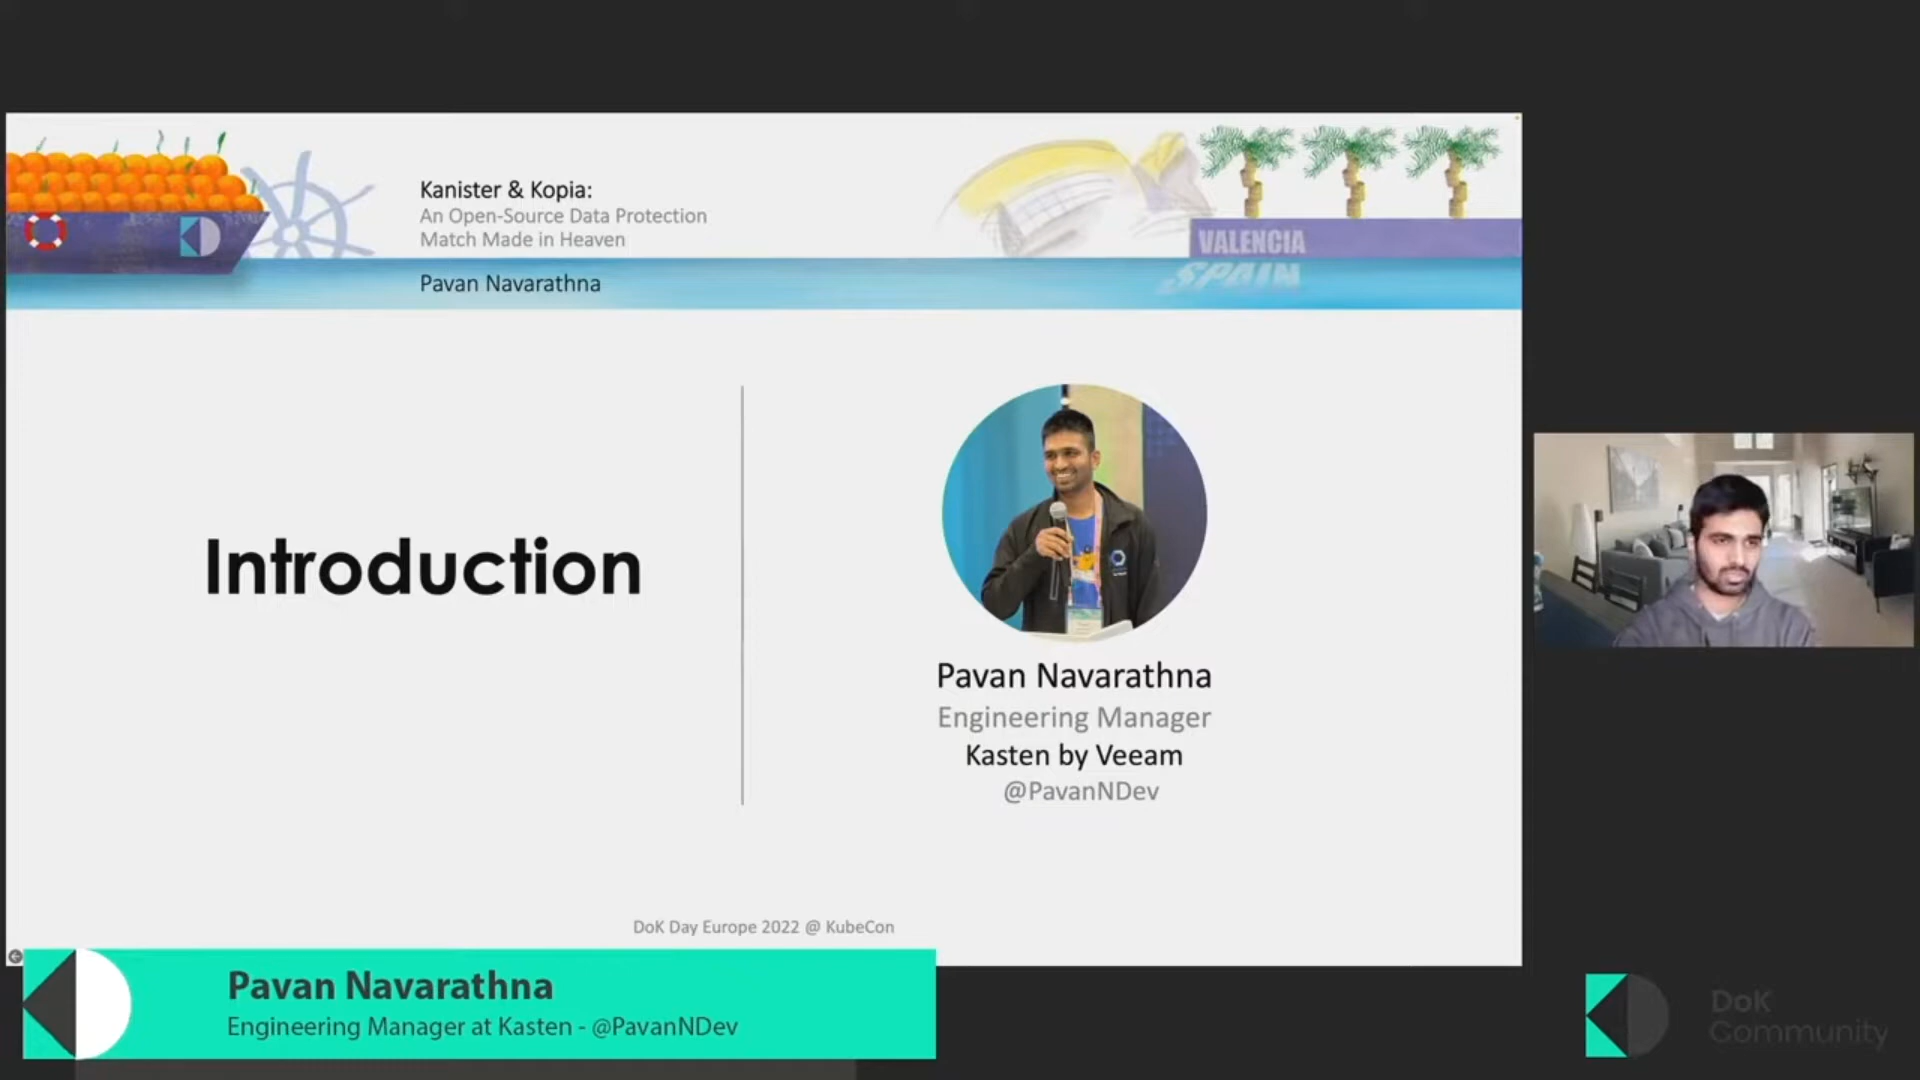 Kanister & Kopia:
An Open-Source Data Protection
Match Made in Heaven
Pavan Navarathna
VALENCIA
SPAIN
Introduction
Pavan Navarathna
Engineering Manager
Kasten by Veeam
@PavanNDev
DoK Day Europe 2022 @ KubeCon
Pavan Navarathna
Engineering Manager at Kasten - @PavanNDev
DoK
Community